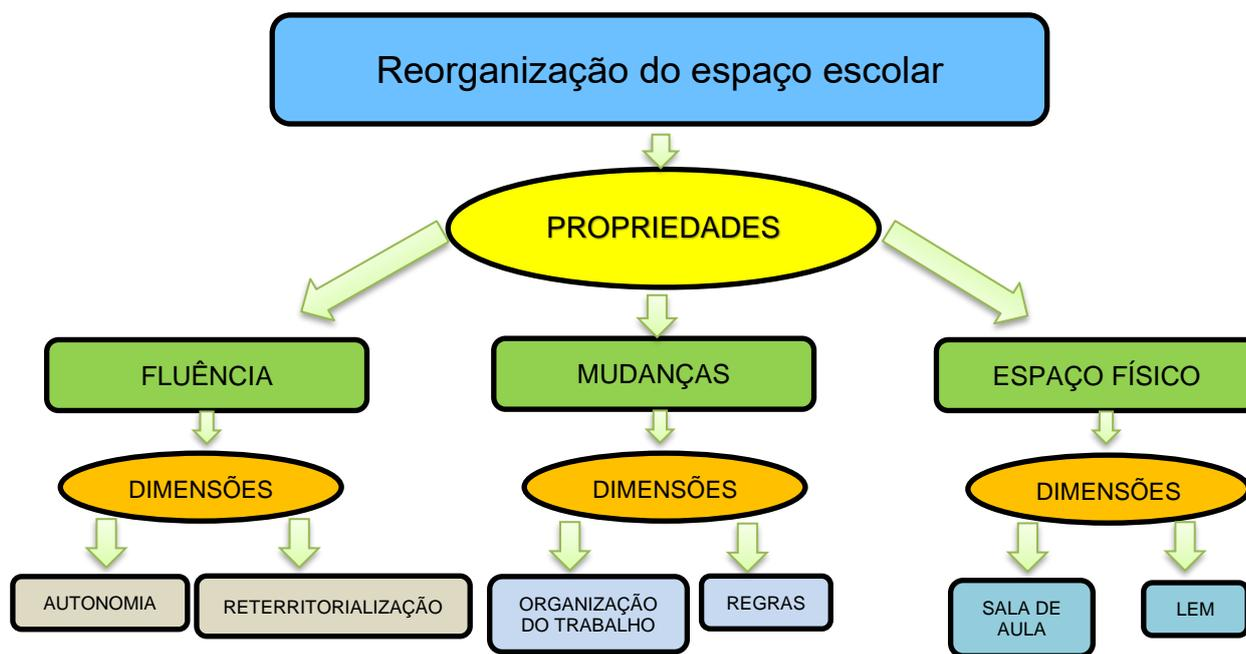 Reorganização do espaço escolar
PROPRIEDADES
FLUÊNCIA
MUDANÇAS
ESPAÇO FÍSICO
DIMENSÕES
DIMENSÕES
DIMENSÕES
AUTONOMIA
RETERRITORIALIZAÇÃO
ORGANIZAÇÃO
DO TRABALHO
REGRAS
SALA DE
AULA
LEM